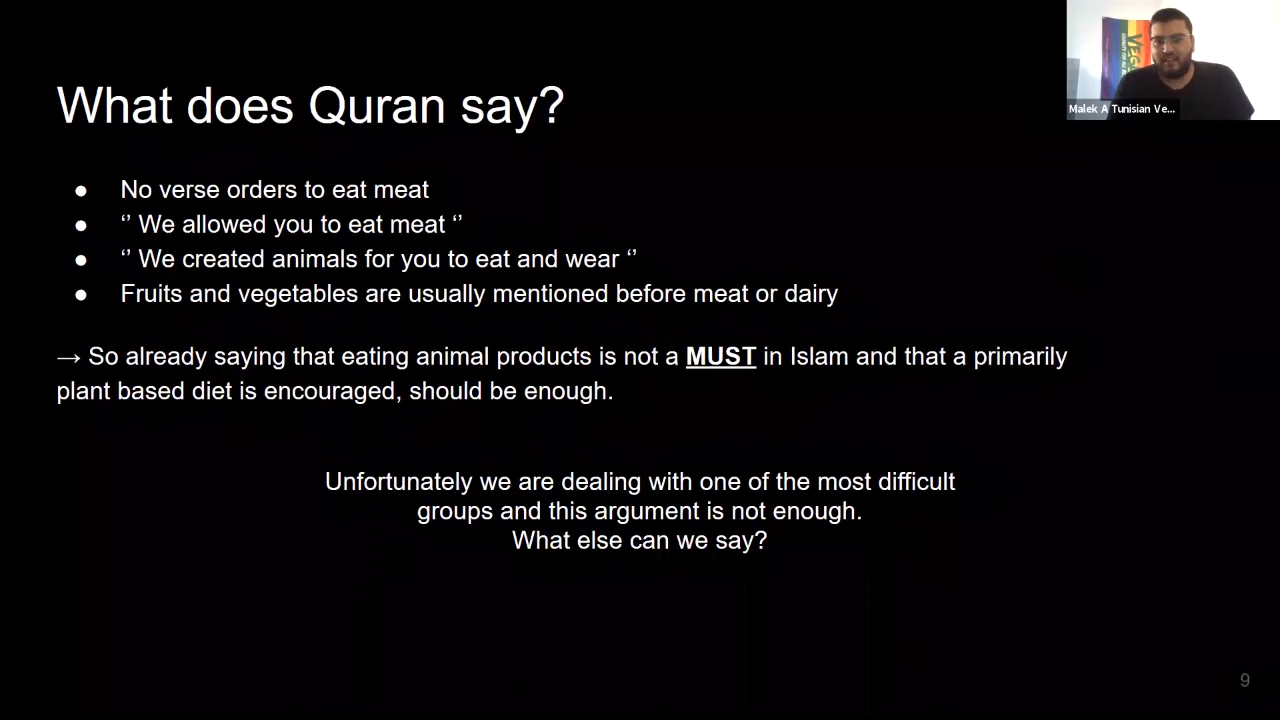 What does Quran say?
● No verse orders to eat meat
● ‘’ We allowed you to eat meat ‘’
● ‘’ We created animals for you to eat and wear ‘’
● Fruits and vegetables are usually mentioned before meat or dairy
→ So already saying that eating animal products is not a MUST in Islam and that a primarily
plant based diet is encouraged, should be enough.
Unfortunately we are dealing with one of the most difficult
groups and this argument is not enough.
What else can we say?
Malek A Tunisian Ve...
9